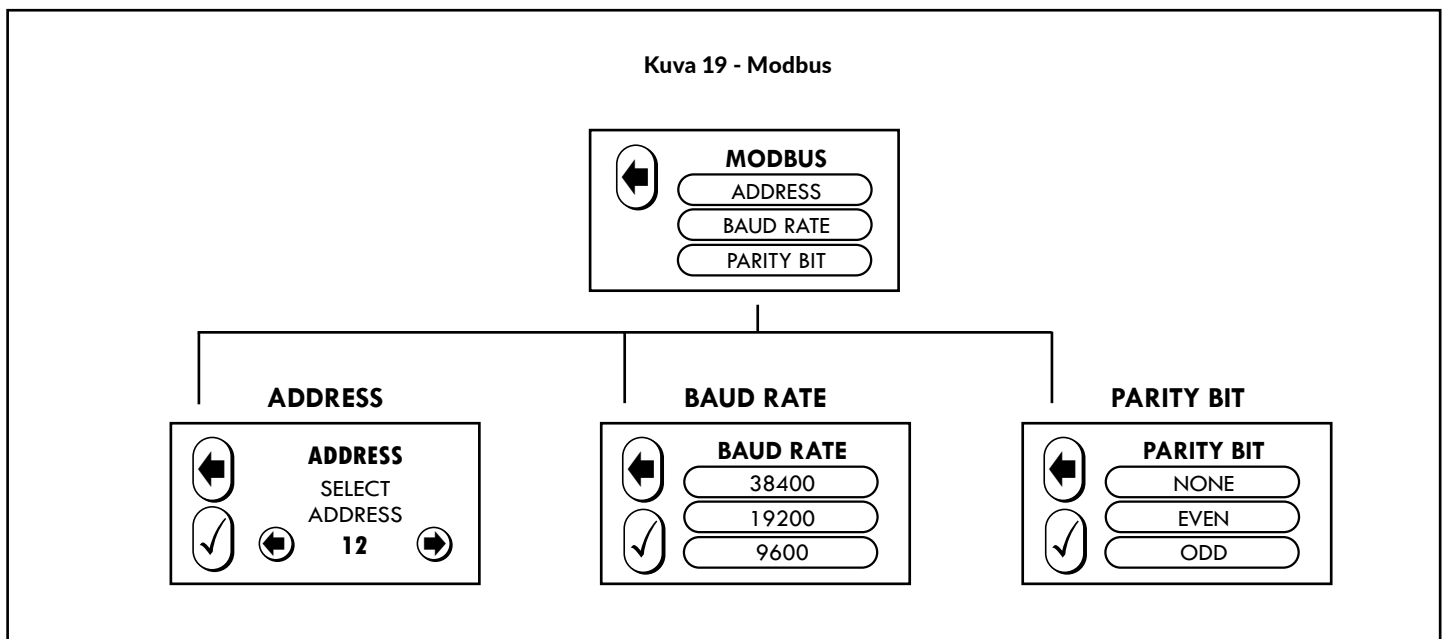 Kuva 19 - Modbus
MODBUS
ADDRESS
BAUD RATE
PARITY BIT
ADDRESS
ADDRESS
SELECT
ADDRESS
12
BAUD RATE
BAUD RATE
38400
19200
9600
PARITY BIT
PARITY BIT
NONE
EVEN
ODD